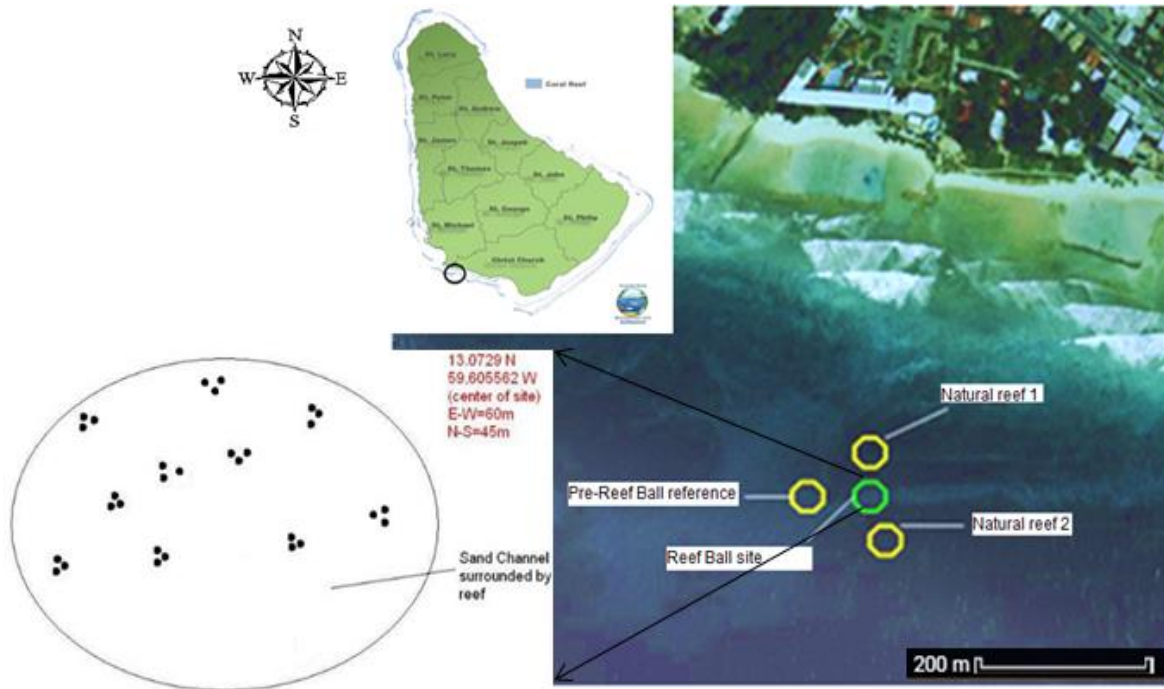 N
W
E
S
St. Lucy
Coral Reef
St. Peter
St. Andrew
St. James
St. Joseph
St. Thomas
St. John
St. George
St. Philip
St. Michael
Christ Church
13.0729 N
59.605562 W
(center of site)
E-W=60m
N-S=45m
Natural reef 1
Pre-Reef Ball reference
Natural reef 2
Reef Ball site
Sand Channel
surrounded by
reef
200 m